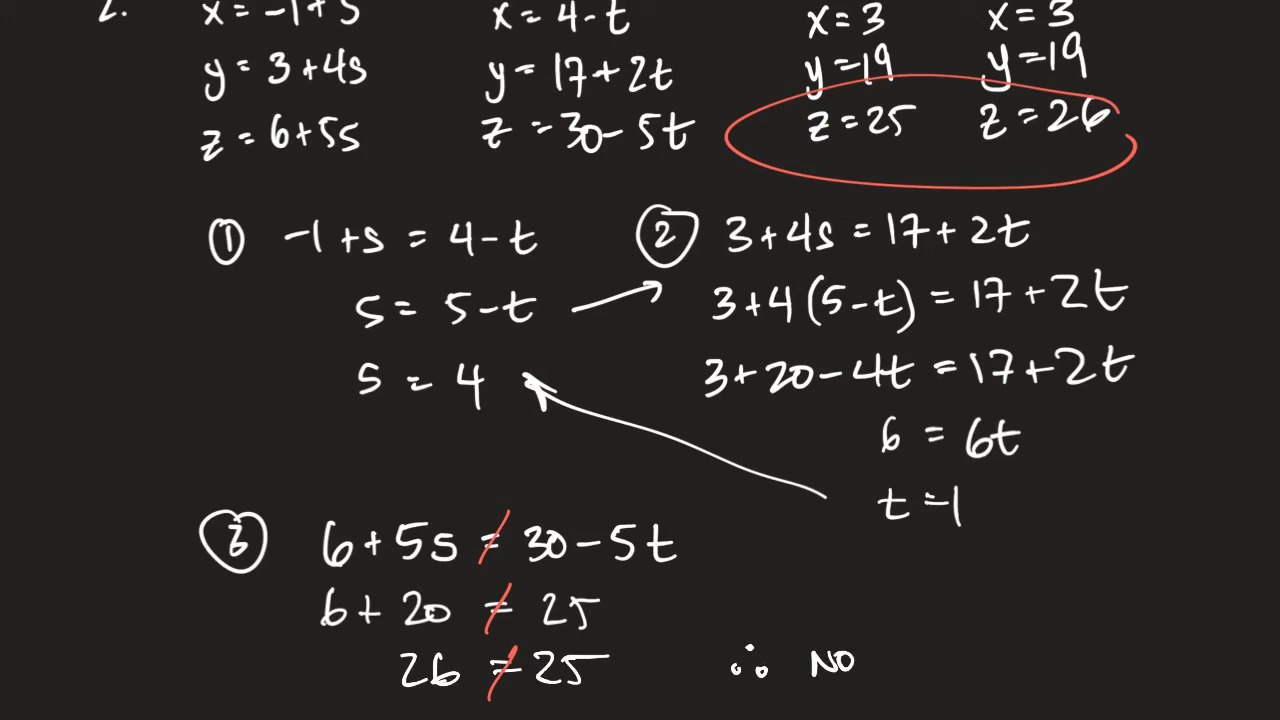 2. x = -1 + s x = 4 - t x = 3 x = 3
y = 3 + 4s y = 17 + 2t y = 19 y = 19
z = 6 + 5s z = 30 - 5t z = 25 z = 26
① -1 + s = 4 - t ② 3 + 4s = 17 + 2t
s = 5 - t 3 + 4(5 - t) = 17 + 2t
s = 4 3 + 20 - 4t = 17 + 2t
6 = 6t
t = 1
③ 6 + 5s ≠ 30 - 5t
6 + 20 ≠ 25
26 ≠ 25 ∴ NO